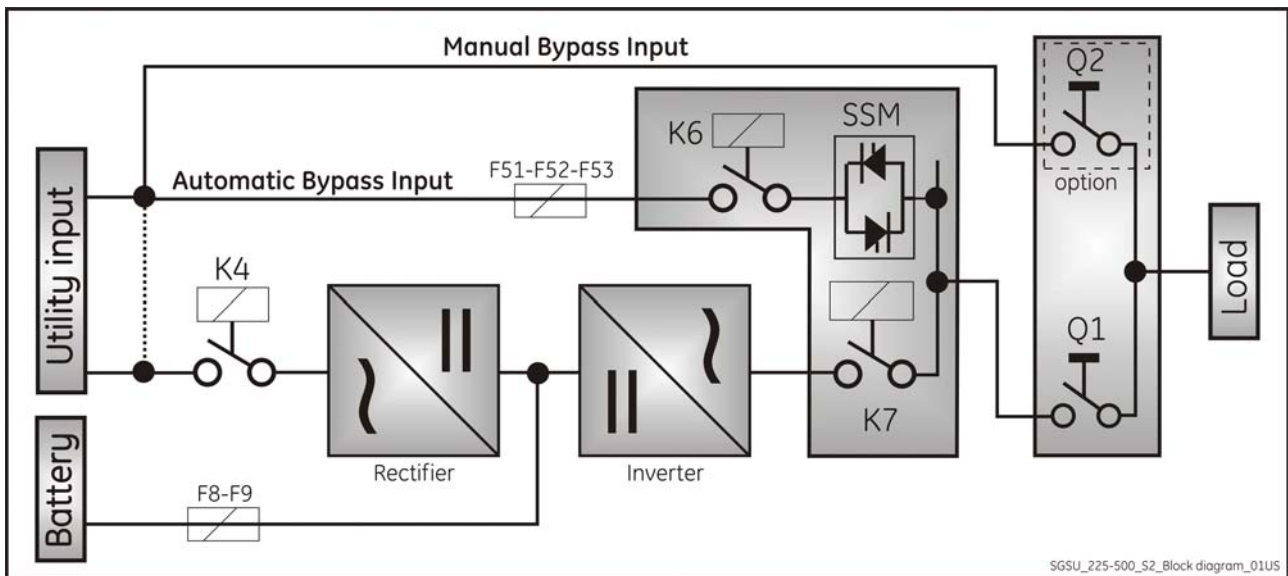 Manual Bypass Input
Q2
option
K6
SSM
F51-F52-F53
Automatic Bypass Input
Utility input
K4
Rectifier
Inverter
K7
Q1
Load
Battery
F8-F9
SGSU_225-500_S2_Block diagram_01US